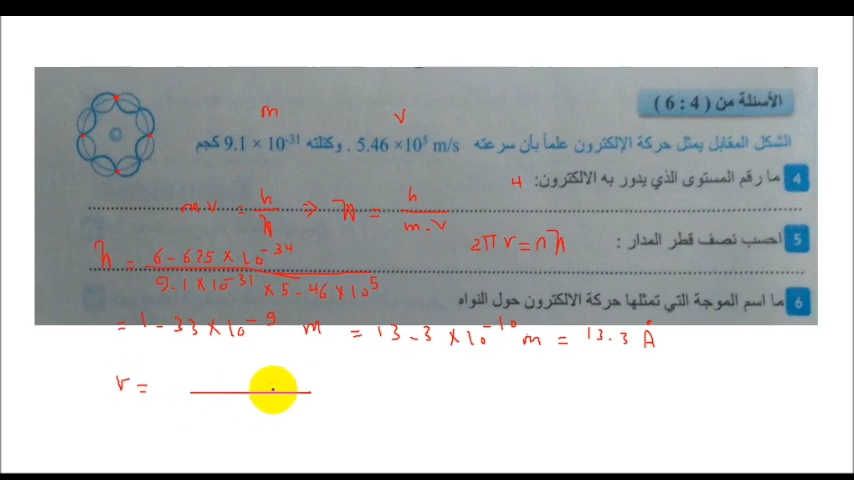 الأسئلة من ( 4 : 6 )
m v
الشكل المقابل يمثل حركة الإلكترون علماً بأن سرعته 5.46 ×10⁵ m/s . وكتلته 9.1 × 10⁻³¹ كجم
4 ما رقم المستوى الذي يدور به الالكترون: 4
m.v = h/λ ⇒ λ = h/m.v
5 احسب نصف قطر المدار : 2πr = nλ
λ = 6.625 × 10⁻³⁴ / 9.1 × 10⁻³¹ × 5.46 × 10⁵
6 ما اسم الموجة التي تمثلها حركة الالكترون حول النواه
= 1.33 × 10⁻⁹ m = 13.3 × 10⁻¹⁰ m = 13.3 Å
r =